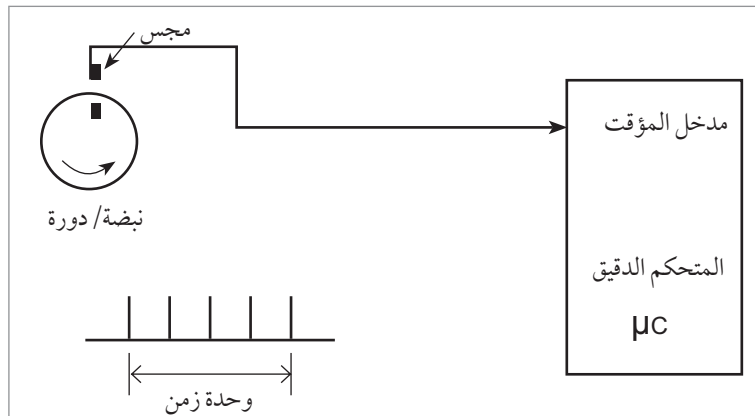 مجس
مدخل المؤقت
نبضة/ دورة
المتحكم الدقيق
µc
وحدة زمن